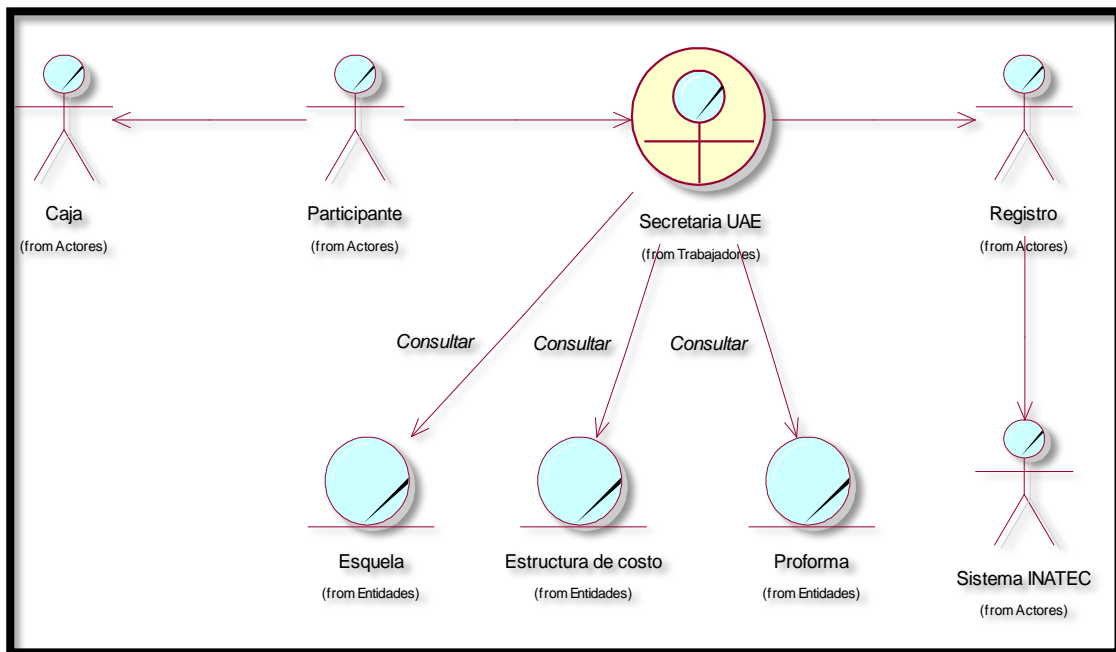 Caja
(from Actores)
Participante
(from Actores)
Secretaria UAE
(from Trabajadores)
Registro
(from Actores)
Consultar
Consultar
Consultar
Esquela
(from Entidades)
Estructura de costo
(from Entidades)
Proforma
(from Entidades)
Sistema INATEC
(from Actores)